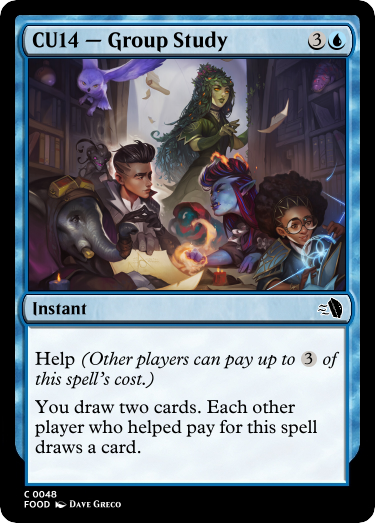 CU14 — Group Study 3
Instant
Help (Other players can pay up to 3 of
this spell's cost.)
You draw two cards. Each other
player who helped pay for this spell
draws a card.
C 0048
FOOD Dave Greco